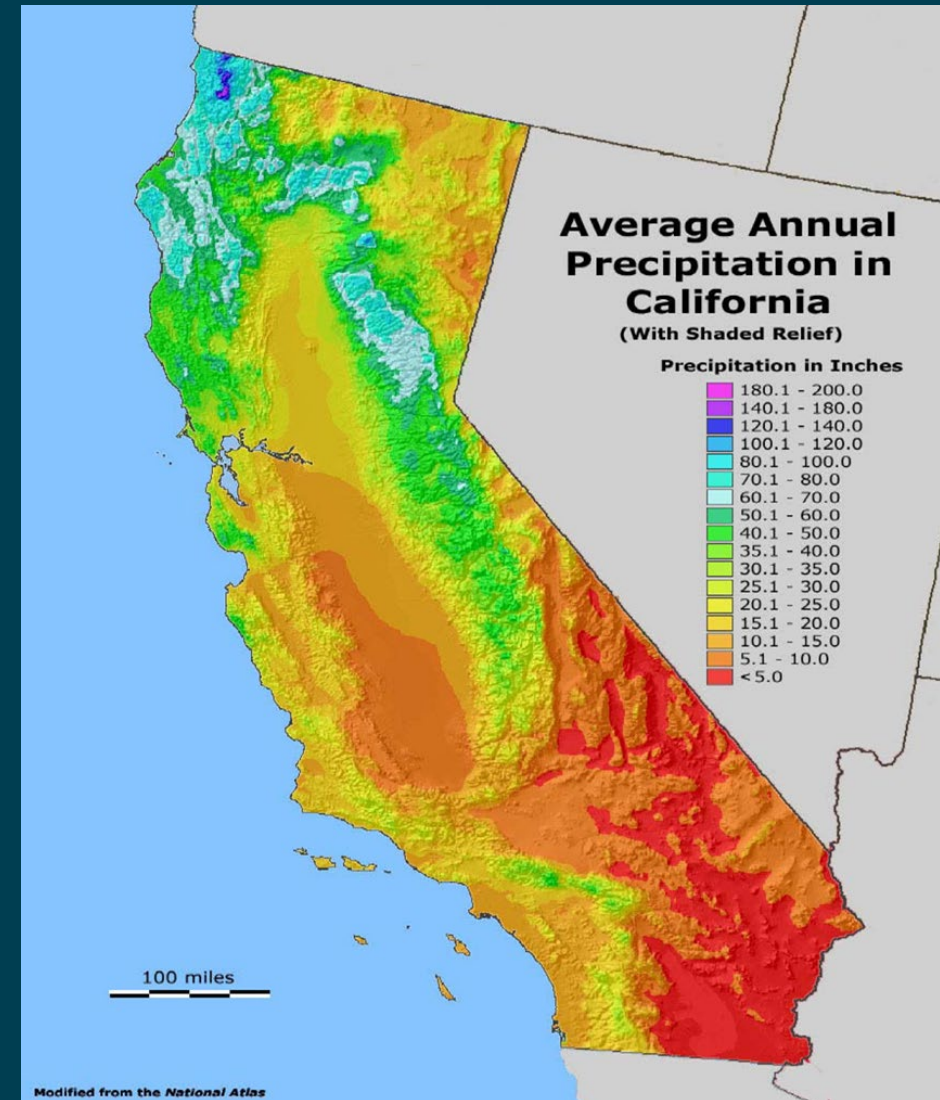 Average Annual
Precipitation in
California
(With Shaded Relief)
Precipitation in Inches
180.1 - 200.0
140.1 - 180.0
120.1 - 140.0
100.1 - 120.0
80.1 - 100.0
70.1 - 80.0
60.1 - 70.0
50.1 - 60.0
40.1 - 50.0
35.1 - 40.0
30.1 - 35.0
25.1 - 30.0
20.1 - 25.0
15.1 - 20.0
10.1 - 15.0
5.1 - 10.0
<5.0
100 miles
Modified from the National Atlas